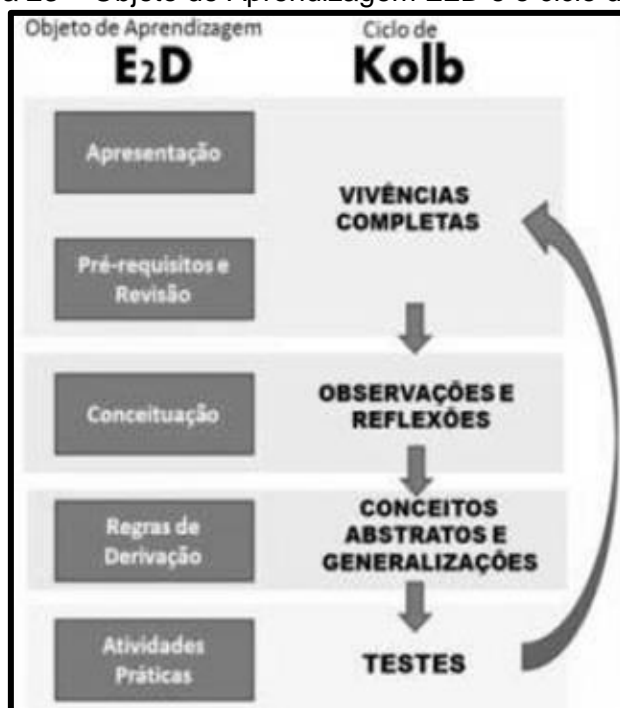 Objeto de Aprendizagem
E2D
Ciclo de
Kolb
Apresentação
Pré-requisitos e
Revisão
VIVÊNCIAS
COMPLETAS
Conceituação
OBSERVAÇÕES E
REFLEXÕES
Regras de
Derivação
CONCEITOS
ABSTRATOS E
GENERALIZAÇÕES
Atividades
Práticas
TESTES